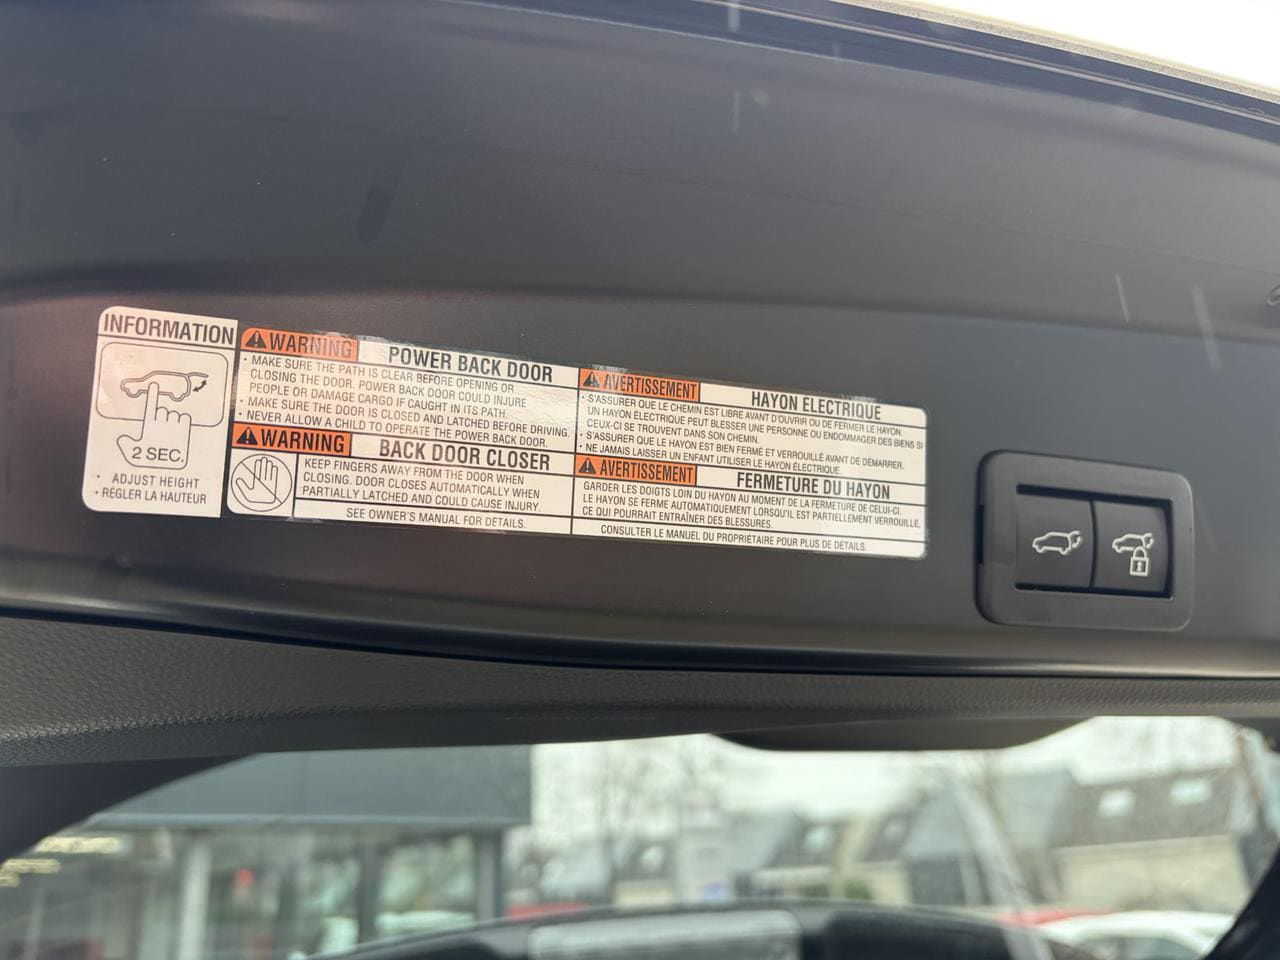 INFORMATION
2 SEC.
• ADJUST HEIGHT
• RÉGLER LA HAUTEUR
WARNING POWER BACK DOOR
• MAKE SURE THE PATH IS CLEAR BEFORE OPENING OR
CLOSING THE DOOR. POWER BACK DOOR COULD INJURE
PEOPLE OR DAMAGE CARGO IF CAUGHT IN ITS PATH.
• MAKE SURE THE DOOR IS CLOSED AND LATCHED BEFORE DRIVING.
• NEVER ALLOW A CHILD TO OPERATE THE POWER BACK DOOR.
WARNING BACK DOOR CLOSER
KEEP FINGERS AWAY FROM THE DOOR WHEN
CLOSING. DOOR CLOSES AUTOMATICALLY WHEN
PARTIALLY LATCHED AND COULD CAUSE INJURY.
SEE OWNER'S MANUAL FOR DETAILS.
AVERTISSEMENT HAYON ÉLECTRIQUE
• S'ASSURER QUE LE CHEMIN EST LIBRE AVANT D'OUVRIR OU DE FERMER LE HAYON.
UN HAYON ÉLECTRIQUE PEUT BLESSER UNE PERSONNE OU ENDOMMAGER DES BIENS SI
CEUX-CI SE TROUVENT DANS SON CHEMIN.
• S'ASSURER QUE LE HAYON EST BIEN FERMÉ ET VERROUILLÉ AVANT DE DÉMARRER.
• NE JAMAIS LAISSER UN ENFANT UTILISER LE HAYON ÉLECTRIQUE.
AVERTISSEMENT FERMETURE DU HAYON
GARDER LES DOIGTS LOIN DU HAYON AU MOMENT DE LA FERMETURE DE CELUI-CI.
LE HAYON SE FERME AUTOMATIQUEMENT LORSQU'IL EST PARTIELLEMENT VERROUILLÉ,
CE QUI POURRAIT ENTRAÎNER DES BLESSURES.
CONSULTER LE MANUEL DU PROPRIÉTAIRE POUR PLUS DE DÉTAILS.